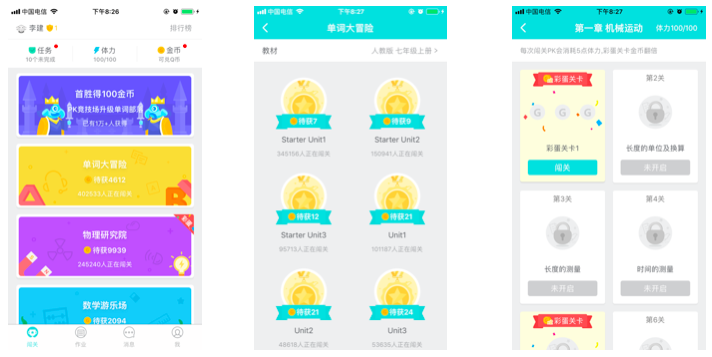 中国电信
下午8:26
李建 1
排行榜
任务
10个未完成
体力
100/100
金币
可兑Q币
首胜得100金币
PK竞技场升级单词部落
已有1万+人获得
单词大冒险
待获4612
402533人正在闯关
物理研究院
待获9939
245240人正在闯关
数学游乐场
待获2094
闯关
作业
消息
我
中国电信
下午8:27
单词大冒险
教材
人教版 七年级上册 >
待获7
待获9
Starter Unit1
Starter Unit2
345156人正在闯关
150941人正在闯关
待获12
待获21
Starter Unit3
Unit1
95713人正在闯关
101187人正在闯关
待获21
待获24
Unit2
Unit3
48618人正在闯关
53635人正在闯关
中国电信
下午8:27
第一章 机械运动
体力100/100
每次闯关PK会消耗5点体力,彩蛋关卡金币翻倍
彩蛋关卡
G G G
彩蛋关卡1
闯关
第2关
长度的单位及换算
未开启
第3关
长度的测量
未开启
第4关
时间的测量
未开启
彩蛋关卡
第6关